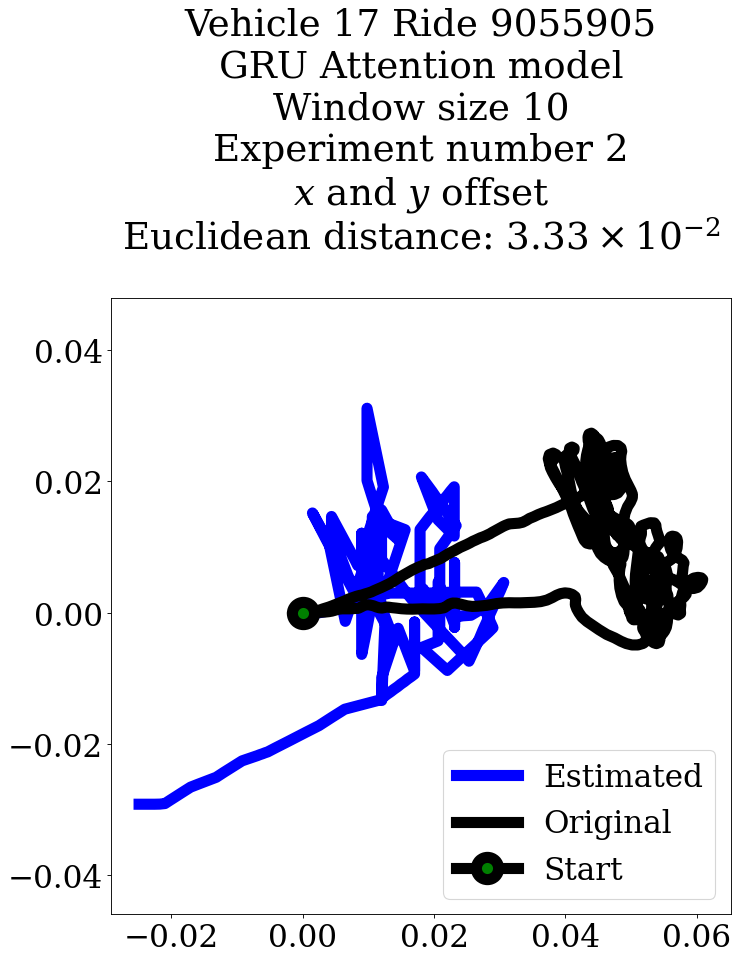 Vehicle 17 Ride 9055905
GRU Attention model
Window size 10
Experiment number 2
x and y offset
Euclidean distance: 3.33 × 10⁻²
0.04
0.02
0.00
−0.02
−0.04
Estimated
Original
Start
−0.02 0.00 0.02 0.04 0.06